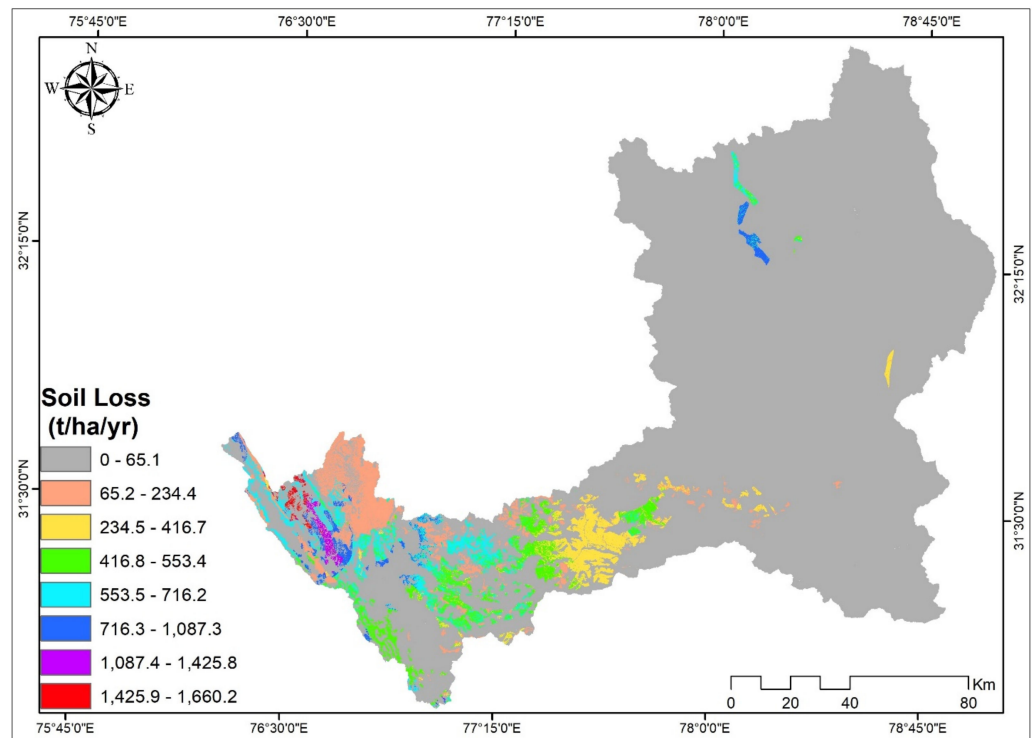 75°45'0"E 76°30'0"E 77°15'0"E 78°0'0"E 78°45'0"E
N
W E
S
32°15'0"N
32°15'0"N
Soil Loss
(t/ha/yr)
0 - 65.1
65.2 - 234.4
234.5 - 416.7
416.8 - 553.4
553.5 - 716.2
716.3 - 1,087.3
1,087.4 - 1,425.8
1,425.9 - 1,660.2
31°30'0"N
31°30'0"N
Km
0 20 40 80
75°45'0"E 76°30'0"E 77°15'0"E 78°0'0"E 78°45'0"E